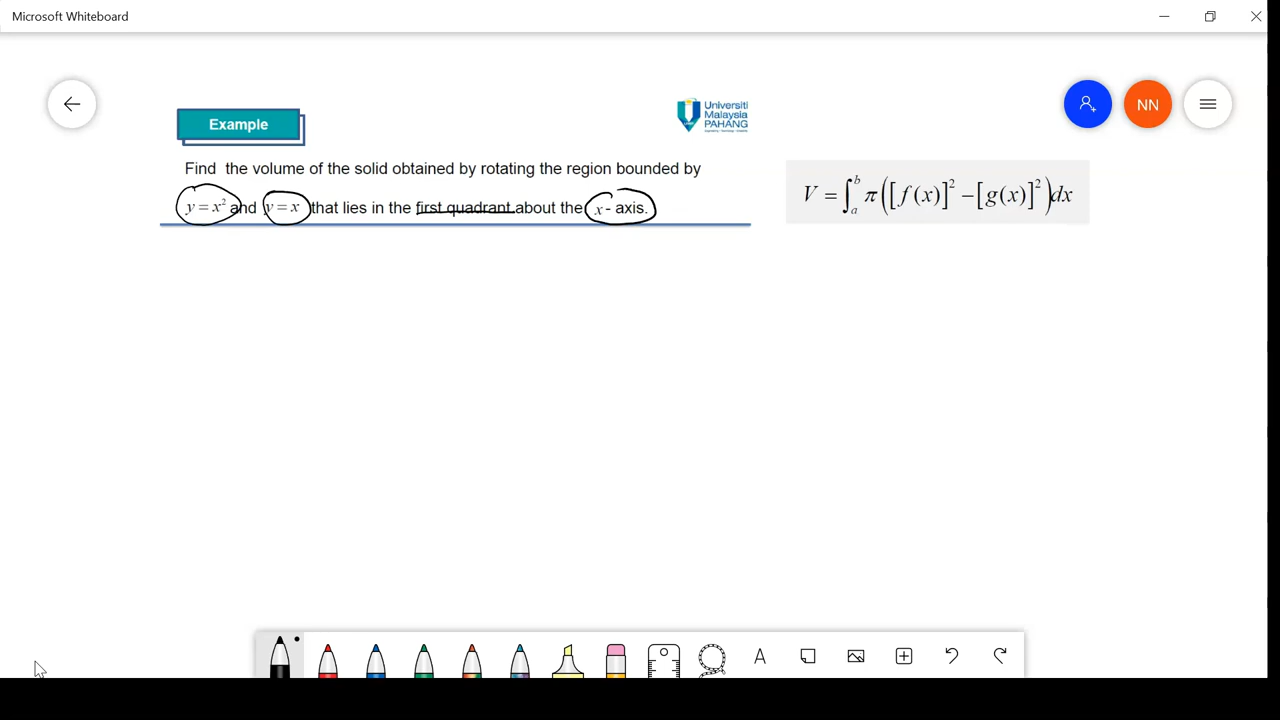 Microsoft Whiteboard
Example
Universiti
Malaysia
PAHANG
NN
Find the volume of the solid obtained by rotating the region bounded by
y = x² and y = x that lies in the first quadrant about the x - axis.
V = ∫ₐᵇ π([f(x)]² − [g(x)]²)dx
A